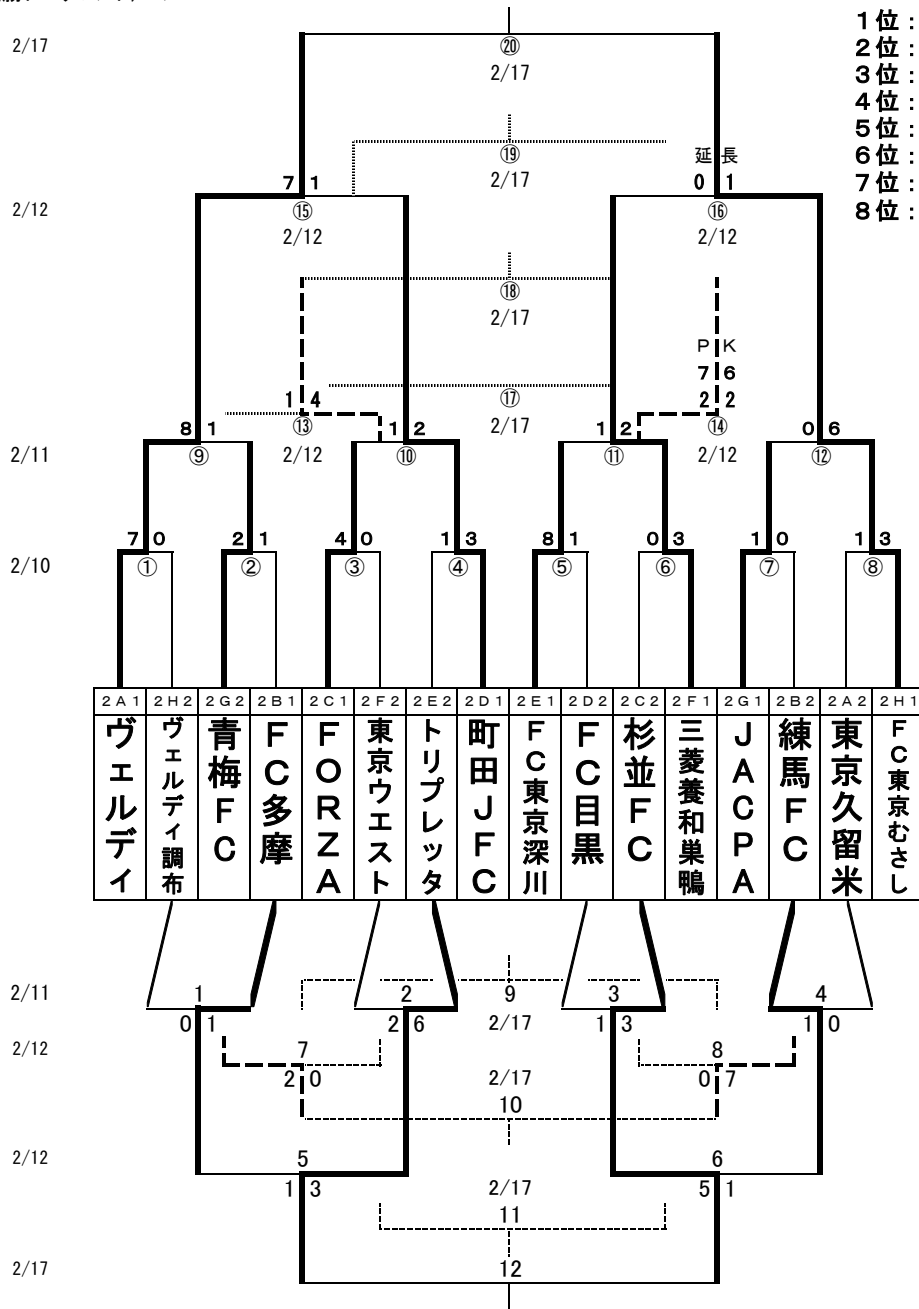 2/17
⑳
2/17
1位：
2位：
3位：
4位：
5位：
6位：
7位：
8位：
⑲
2/17
延 長
7 1
0 1
2/12
⑮
2/12
⑯
2/12
⑱
2/17
P K
7 6
1 4
2 2
⑬
2/12
⑰
2/17
⑭
2/12
8 1
1 2
1 2
0 6
2/11
⑨
⑩
⑪
⑫
7 0
2 1
4 0
1 3
8 1
0 3
1 0
1 3
2/10
①
②
③
④
⑤
⑥
⑦
⑧
2A1 2H2 2G2 2B1 2C1 2F2 2E2 2D1 2E1 2D2 2C2 2F1 2G1 2B2 2A2 2H1
ヴェルディ
ヴェルディ調布
青梅FC
FC多摩
FORZA
東京ウエスト
トリプレッタ
町田JFC
FC東京深川
FC目黒
杉並FC
三菱養和巣鴨
JACPA
練馬FC
東京久留米
FC東京むさし
2/11
1
2
9
3
4
0 1
2 6
2/17
1 3
1 0
2/12
7
8
2 0
2/17
0 7
10
2/12
5
6
1 3
2/17
5 1
11
2/17
12